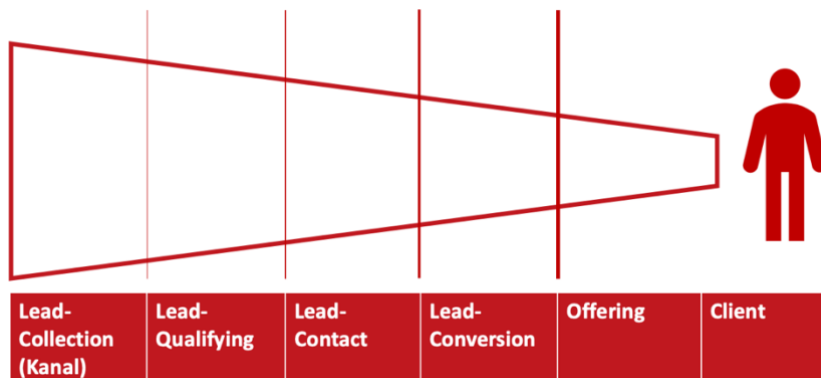 Lead-
Collection
(Kanal)
Lead-
Qualifying
Lead-
Contact
Lead-
Conversion
Offering
Client